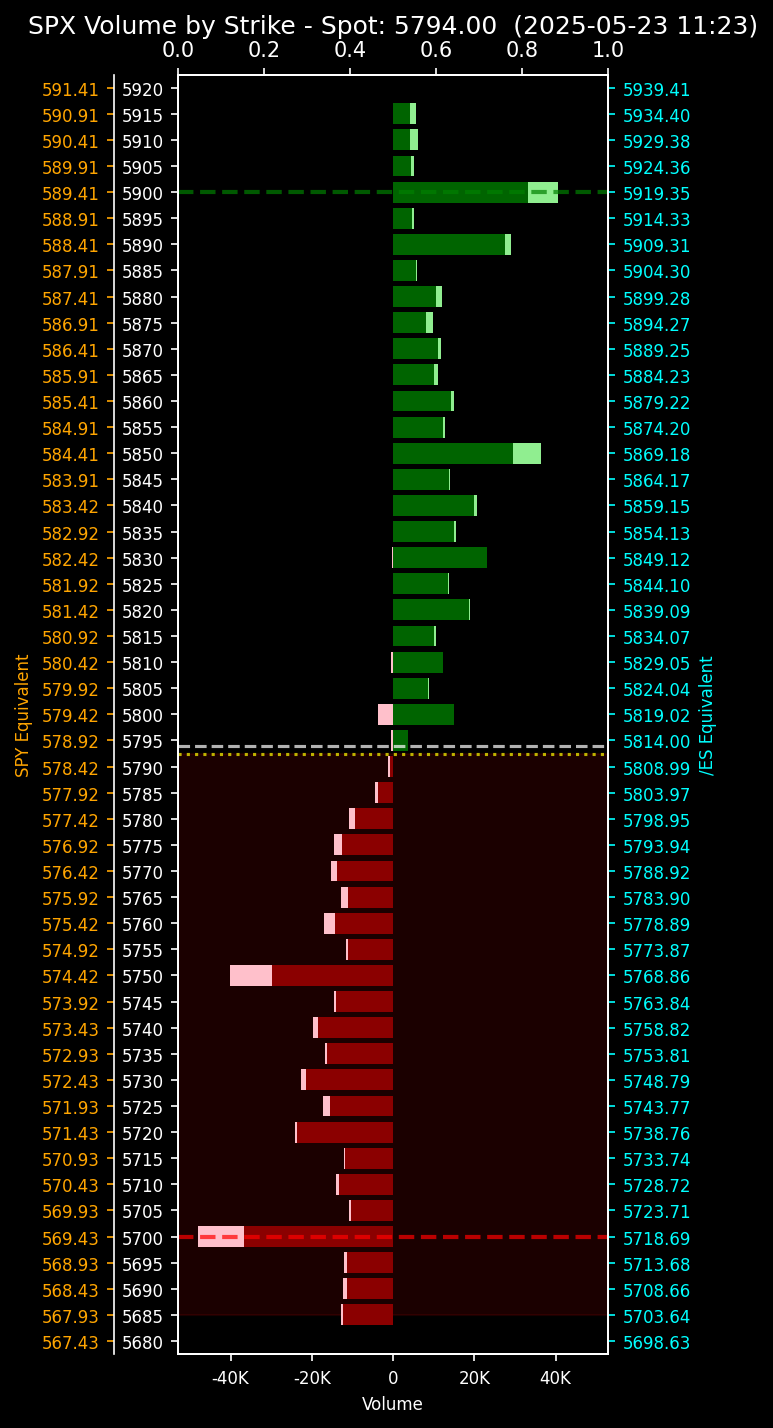 SPX Volume by Strike - Spot: 5794.00 (2025-05-23 11:23)
0.0 0.2 0.4 0.6 0.8 1.0
591.41 5920 5939.41
590.91 5915 5934.40
590.41 5910 5929.38
589.91 5905 5924.36
589.41 5900 5919.35
588.91 5895 5914.33
588.41 5890 5909.31
587.91 5885 5904.30
587.41 5880 5899.28
586.91 5875 5894.27
586.41 5870 5889.25
585.91 5865 5884.23
585.41 5860 5879.22
584.91 5855 5874.20
584.41 5850 5869.18
583.91 5845 5864.17
583.42 5840 5859.15
582.92 5835 5854.13
582.42 5830 5849.12
581.92 5825 5844.10
581.42 5820 5839.09
580.92 5815 5834.07
580.42 5810 5829.05
579.92 5805 5824.04
579.42 5800 5819.02
578.92 5795 5814.00
578.42 5790 5808.99
577.92 5785 5803.97
577.42 5780 5798.95
576.92 5775 5793.94
576.42 5770 5788.92
575.92 5765 5783.90
575.42 5760 5778.89
574.92 5755 5773.87
574.42 5750 5768.86
573.92 5745 5763.84
573.43 5740 5758.82
572.93 5735 5753.81
572.43 5730 5748.79
571.93 5725 5743.77
571.43 5720 5738.76
570.93 5715 5733.74
570.43 5710 5728.72
569.93 5705 5723.71
569.43 5700 5718.69
568.93 5695 5713.68
568.43 5690 5708.66
567.93 5685 5703.64
567.43 5680 5698.63
SPY Equivalent
/ES Equivalent
-40K -20K 0 20K 40K
Volume